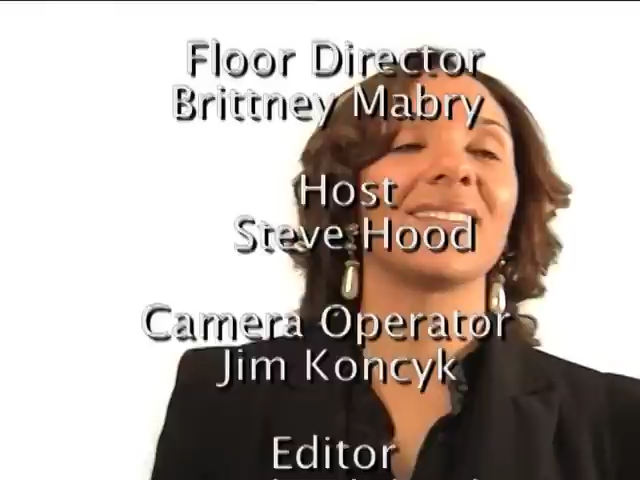 Floor Director
Brittney Mabry
Host
Steve Hood
Camera Operator
Jim Koncyk
Editor